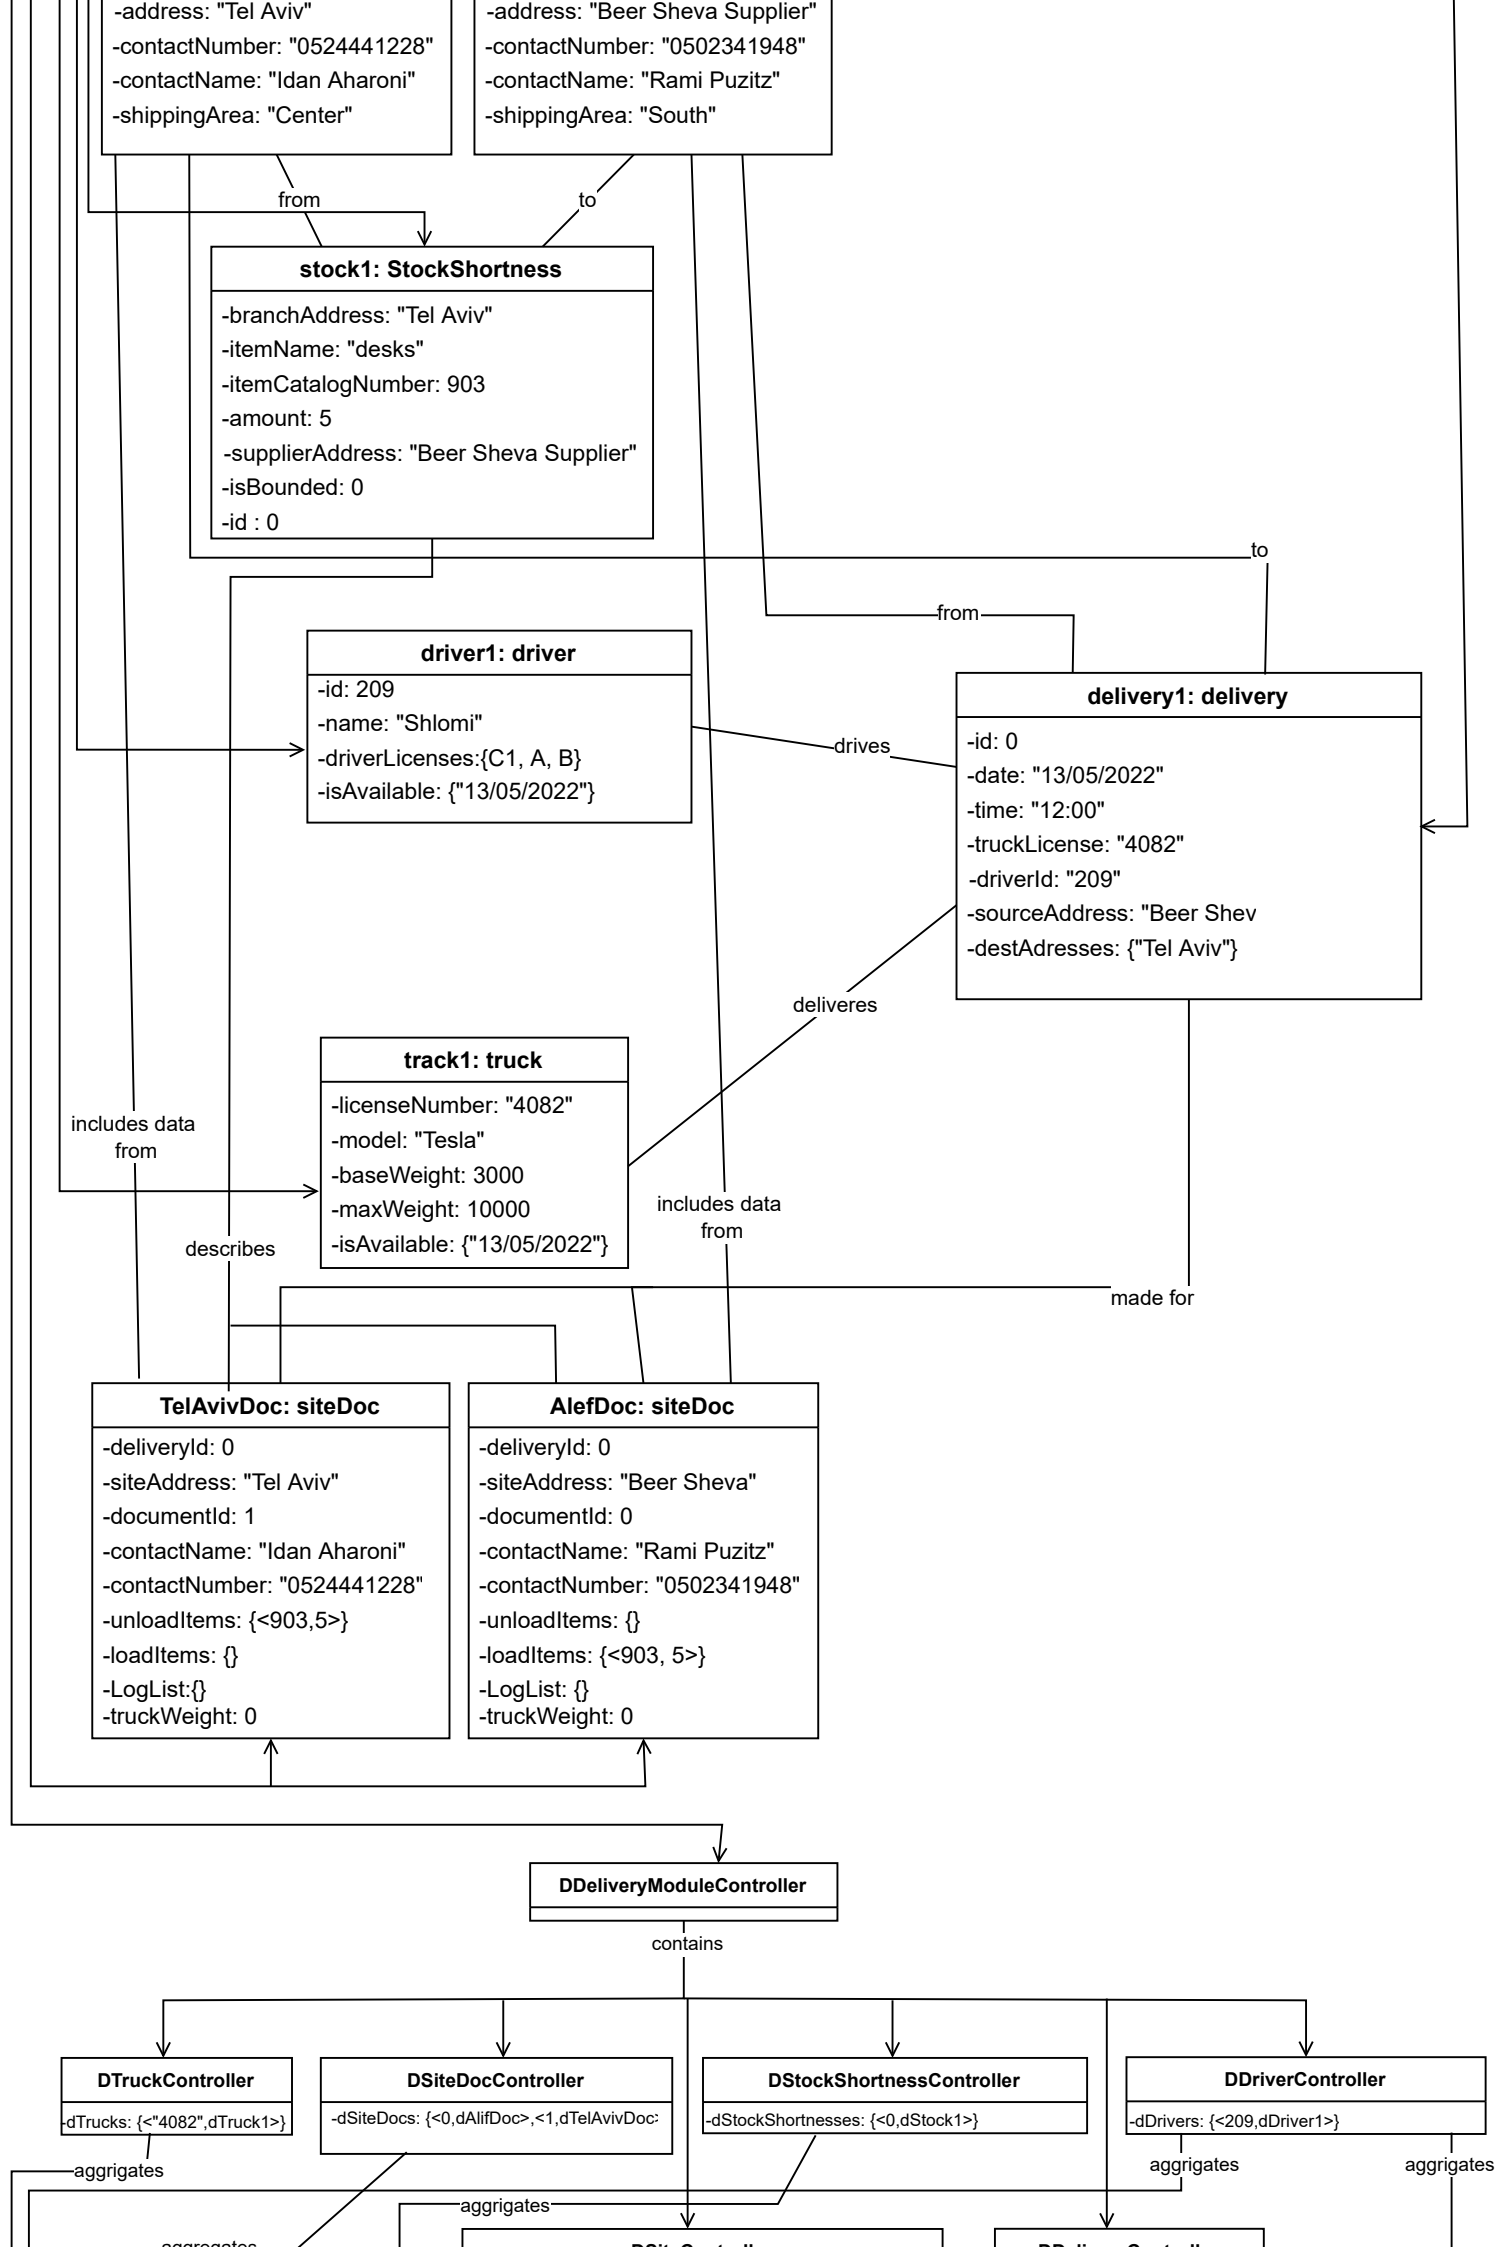 -address: "Tel Aviv"
-contactNumber: "0524441228"
-contactName: "Idan Aharoni"
-shippingArea: "Center"
-address: "Beer Sheva Supplier"
-contactNumber: "0502341948"
-contactName: "Rami Puzitz"
-shippingArea: "South"
from
to
stock1: StockShortness
-branchAddress: "Tel Aviv"
-itemName: "desks"
-itemCatalogNumber: 903
-amount: 5
-supplierAddress: "Beer Sheva Supplier"
-isBounded: 0
-id : 0
to
from
driver1: driver
-id: 209
-name: "Shlomi"
-driverLicenses:{C1, A, B}
-isAvailable: {"13/05/2022"}
drives
delivery1: delivery
-id: 0
-date: "13/05/2022"
-time: "12:00"
-truckLicense: "4082"
-driverId: "209"
-sourceAddress: "Beer Shev
-destAdresses: {"Tel Aviv"}
deliveres
track1: truck
-licenseNumber: "4082"
-model: "Tesla"
-baseWeight: 3000
-maxWeight: 10000
-isAvailable: {"13/05/2022"}
includes data
from
includes data
from
describes
made for
TelAvivDoc: siteDoc
-deliveryId: 0
-siteAddress: "Tel Aviv"
-documentId: 1
-contactName: "Idan Aharoni"
-contactNumber: "0524441228"
-unloadItems: {<903,5>}
-loadItems: {}
-LogList:{}
-truckWeight: 0
AlefDoc: siteDoc
-deliveryId: 0
-siteAddress: "Beer Sheva"
-documentId: 0
-contactName: "Rami Puzitz"
-contactNumber: "0502341948"
-unloadItems: {}
-loadItems: {<903, 5>}
-LogList: {}
-truckWeight: 0
DDeliveryModuleController
contains
DTruckController
-dTrucks: {<"4082",dTruck1>}
DSiteDocController
-dSiteDocs: {<0,dAlifDoc>,<1,dTelAvivDoc>
DStockShortnessController
-dStockShortnesses: {<0,dStock1>}
DDriverController
-dDrivers: {<209,dDriver1>}
aggrigates
aggrigates
aggrigates
aggrigates